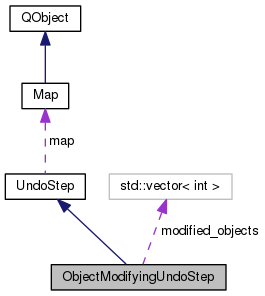 QObject
Map
map
UndoStep
std::vector< int >
modified_objects
ObjectModifyingUndoStep